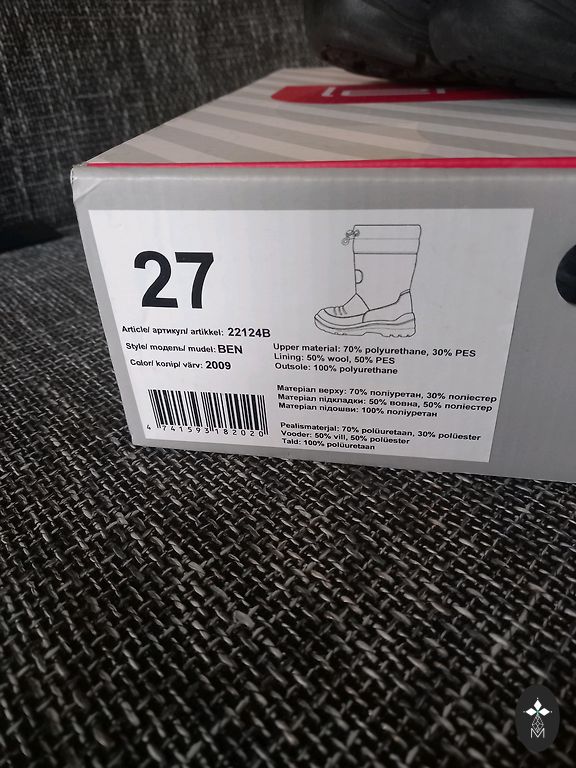 27
Article/ артикул/ artikkel: 22124B
Style/ модель/ mudel: BEN
Color/ колір/ värv: 2009
4 741593 182020
Upper material: 70% polyurethane, 30% PES
Lining: 50% wool, 50% PES
Outsole: 100% polyurethane
Матеріал верху: 70% поліуретан, 30% поліестер
Матеріал підкладки: 50% вовна, 50% поліестер
Матеріал підошви: 100% поліуретан
Pealismaterjal: 70% polüuretaan, 30% polüester
Vooder: 50% vill, 50% polüester
Tald: 100% polüuretaan
M